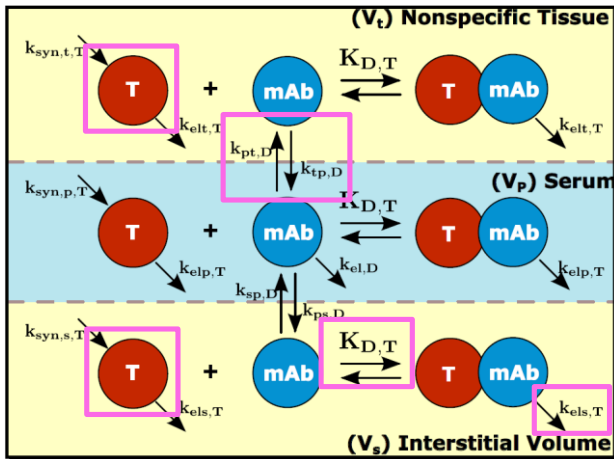 (Vt) Nonspecific Tissue
ksyn,t,T
T + mAb KD,T T mAb
kelt,T kelt,T
kpt,D ktp,D
(VP) Serum
ksyn,p,T
T + mAb KD,T T mAb
kelp,T kel,D kelp,T
ksp,D kps,D
ksyn,s,T
T + mAb KD,T T mAb
kels,T kels,T
(Vs) Interstitial Volume